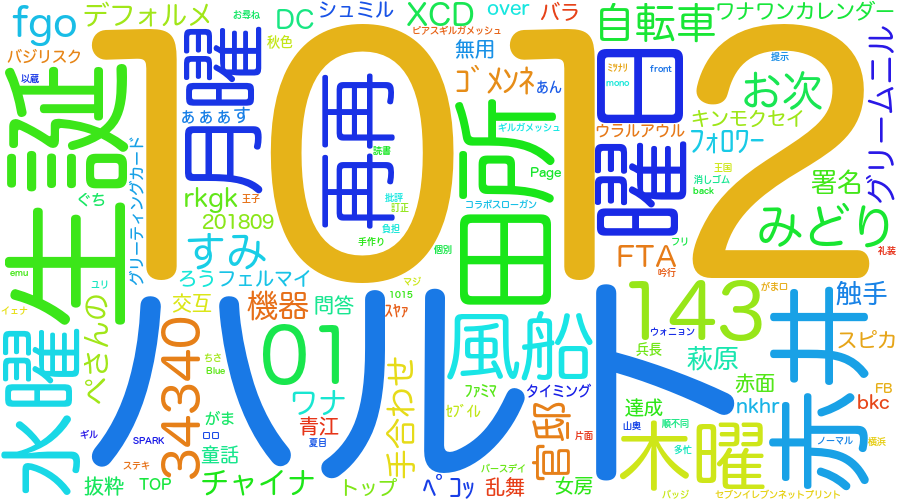 fgo
デフォルメ
お母ね
DC
シュミル
XCD
over
バラ
自転車
ワナワンカレンダー
バジリスク
秋色
ピアスギルガメッシュ
無用
以蔵
月曜
1012
ゴメンネ
あん
ミツナリ
front
mono
提示
お次
グリームニル
誕生
ぁぁぁす
再再
田所
ギルガメッシュ
曜日
ウラルアウル
キンモクセイ
フォロワー
読書
Page
王国
消しゴム
back
署名
グリーティングカード
ぐち
rkgk
王子
批評
訂正
コラボスローガン
201809
負担
みどり
すみ
手作り
個別
FTA
フリ
吟行
礼装
emu
ユリ
ろう
フェルマイ
マジ
がま口
イェナ
ぺさんの
交互
機器
問答
1015
スヤァ
143
触手
水曜
34340
ハルト
01
風船
ウォニョン
兵長
萩原
赤井
スピカ
ちさ
Blue
手合わせ
ワナ
ファミマ
タイミング
赤面
FB
nkhr
bkc
がま
青江
セブイレ
官邸
達成
山奥
順不同
ギル
SPARK
ロロ
夏目
片面
木曜
多忙
ノーマル
横浜
童話
ステキ
抜粋
TOP
チャイナ
トップ
ペコッ
バースデイ
乱舞
女房
バッジ
セブンイレブンネットプリント